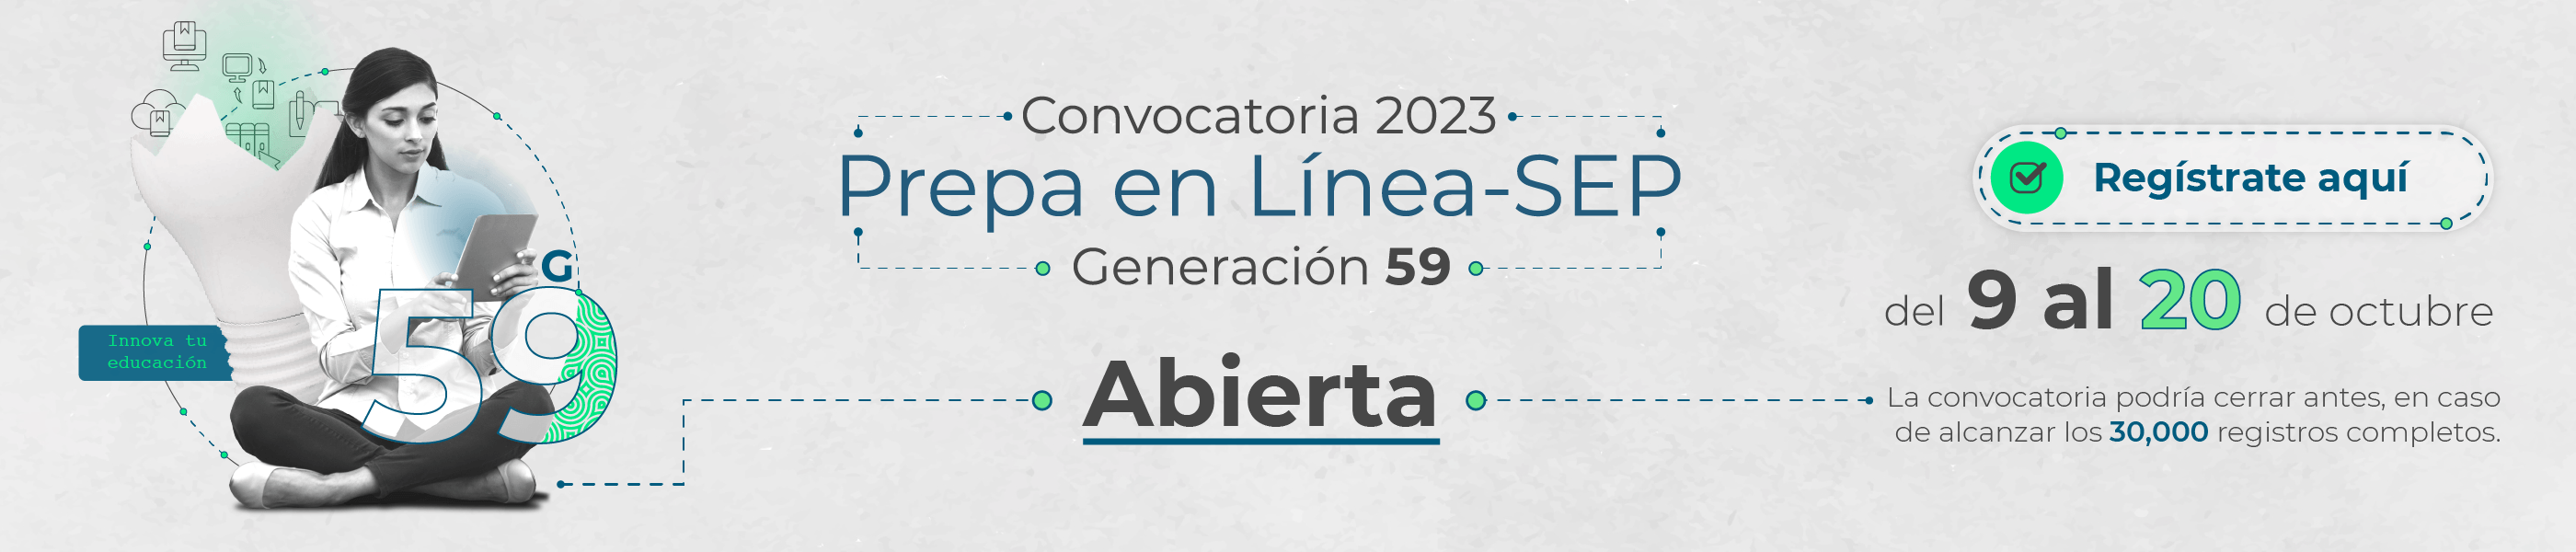 Innova tu
educación
G
59
Convocatoria 2023
Prepa en Línea-SEP
Generación 59
Abierta
Regístrate aquí
del 9 al 20 de octubre
La convocatoria podría cerrar antes, en caso
de alcanzar los 30,000 registros completos.